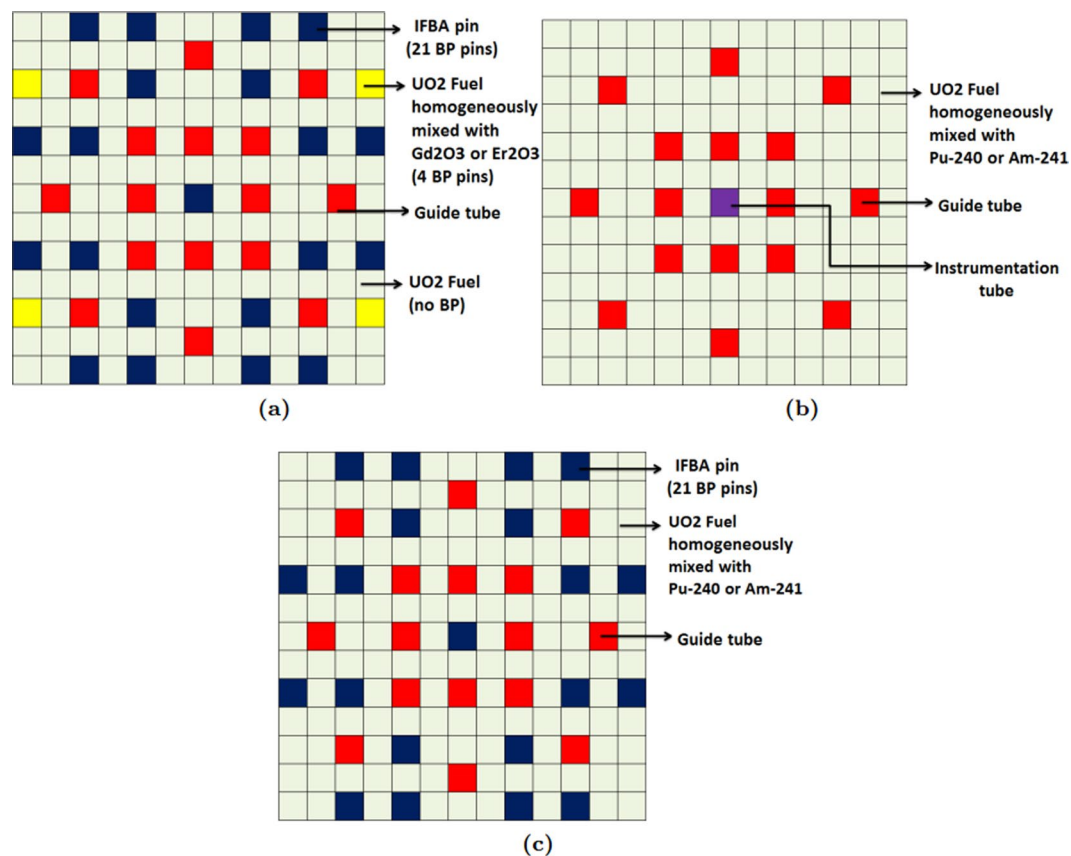 IFBA pin
(21 BP pins)
UO2 Fuel
homogeneously
mixed with
Gd2O3 or Er2O3
(4 BP pins)
Guide tube
UO2 Fuel
(no BP)
(a)
UO2 Fuel
homogeneously
mixed with
Pu-240 or Am-241
Guide tube
Instrumentation
tube
(b)
IFBA pin
(21 BP pins)
UO2 Fuel
homogeneously
mixed with
Pu-240 or Am-241
Guide tube
(c)